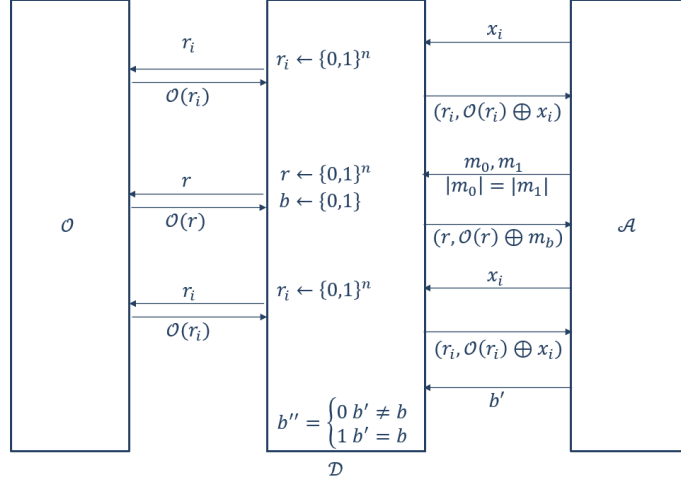 x_i
r_i
r_i ← {0,1}^n
𝒪(r_i)
(r_i, 𝒪(r_i) ⊕ x_i)
m_0, m_1
r ← {0,1}^n
|m_0| = |m_1|
r
b ← {0,1}
𝒪(r)
𝒪
(r, 𝒪(r) ⊕ m_b)
𝒜
x_i
r_i
r_i ← {0,1}^n
𝒪(r_i)
(r_i, 𝒪(r_i) ⊕ x_i)
b'
b'' = {0 b' ≠ b
1 b' = b
𝒟